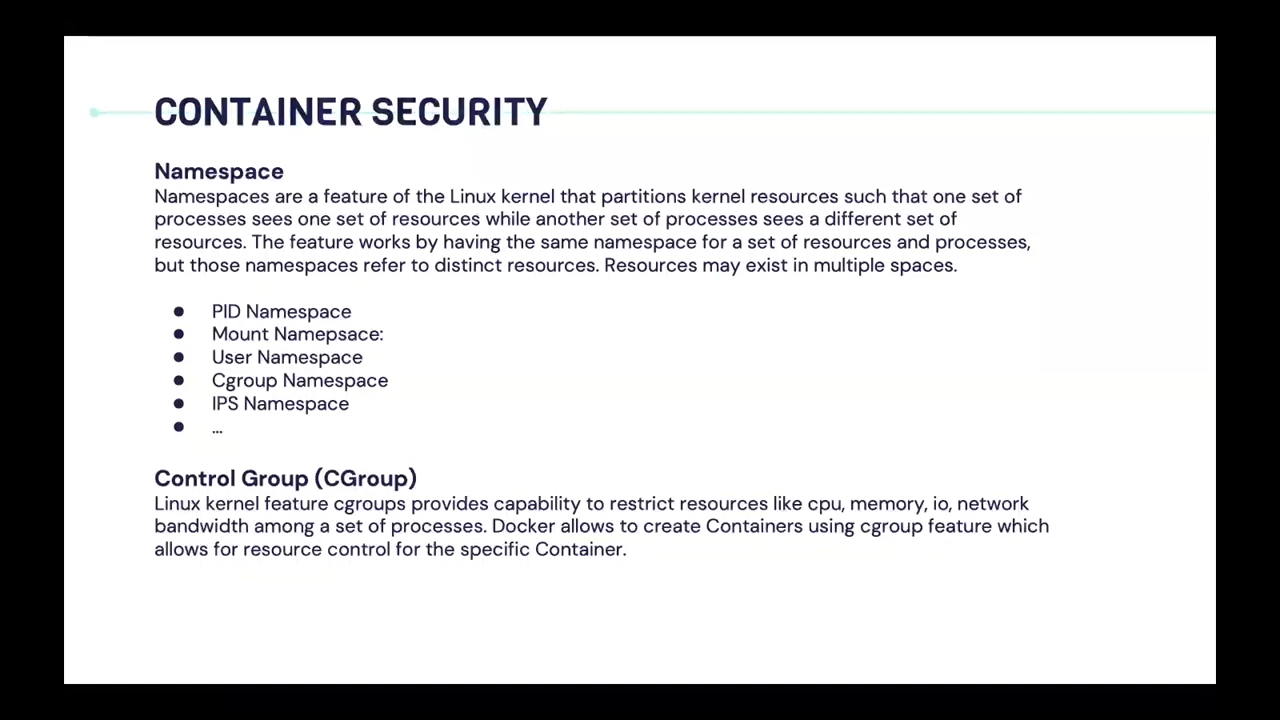 CONTAINER SECURITY
Namespace
Namespaces are a feature of the Linux kernel that partitions kernel resources such that one set of
processes sees one set of resources while another set of processes sees a different set of
resources. The feature works by having the same namespace for a set of resources and processes,
but those namespaces refer to distinct resources. Resources may exist in multiple spaces.
● PID Namespace
● Mount Namepsace:
● User Namespace
● Cgroup Namespace
● IPS Namespace
● ...
Control Group (CGroup)
Linux kernel feature cgroups provides capability to restrict resources like cpu, memory, io, network
bandwidth among a set of processes. Docker allows to create Containers using cgroup feature which
allows for resource control for the specific Container.